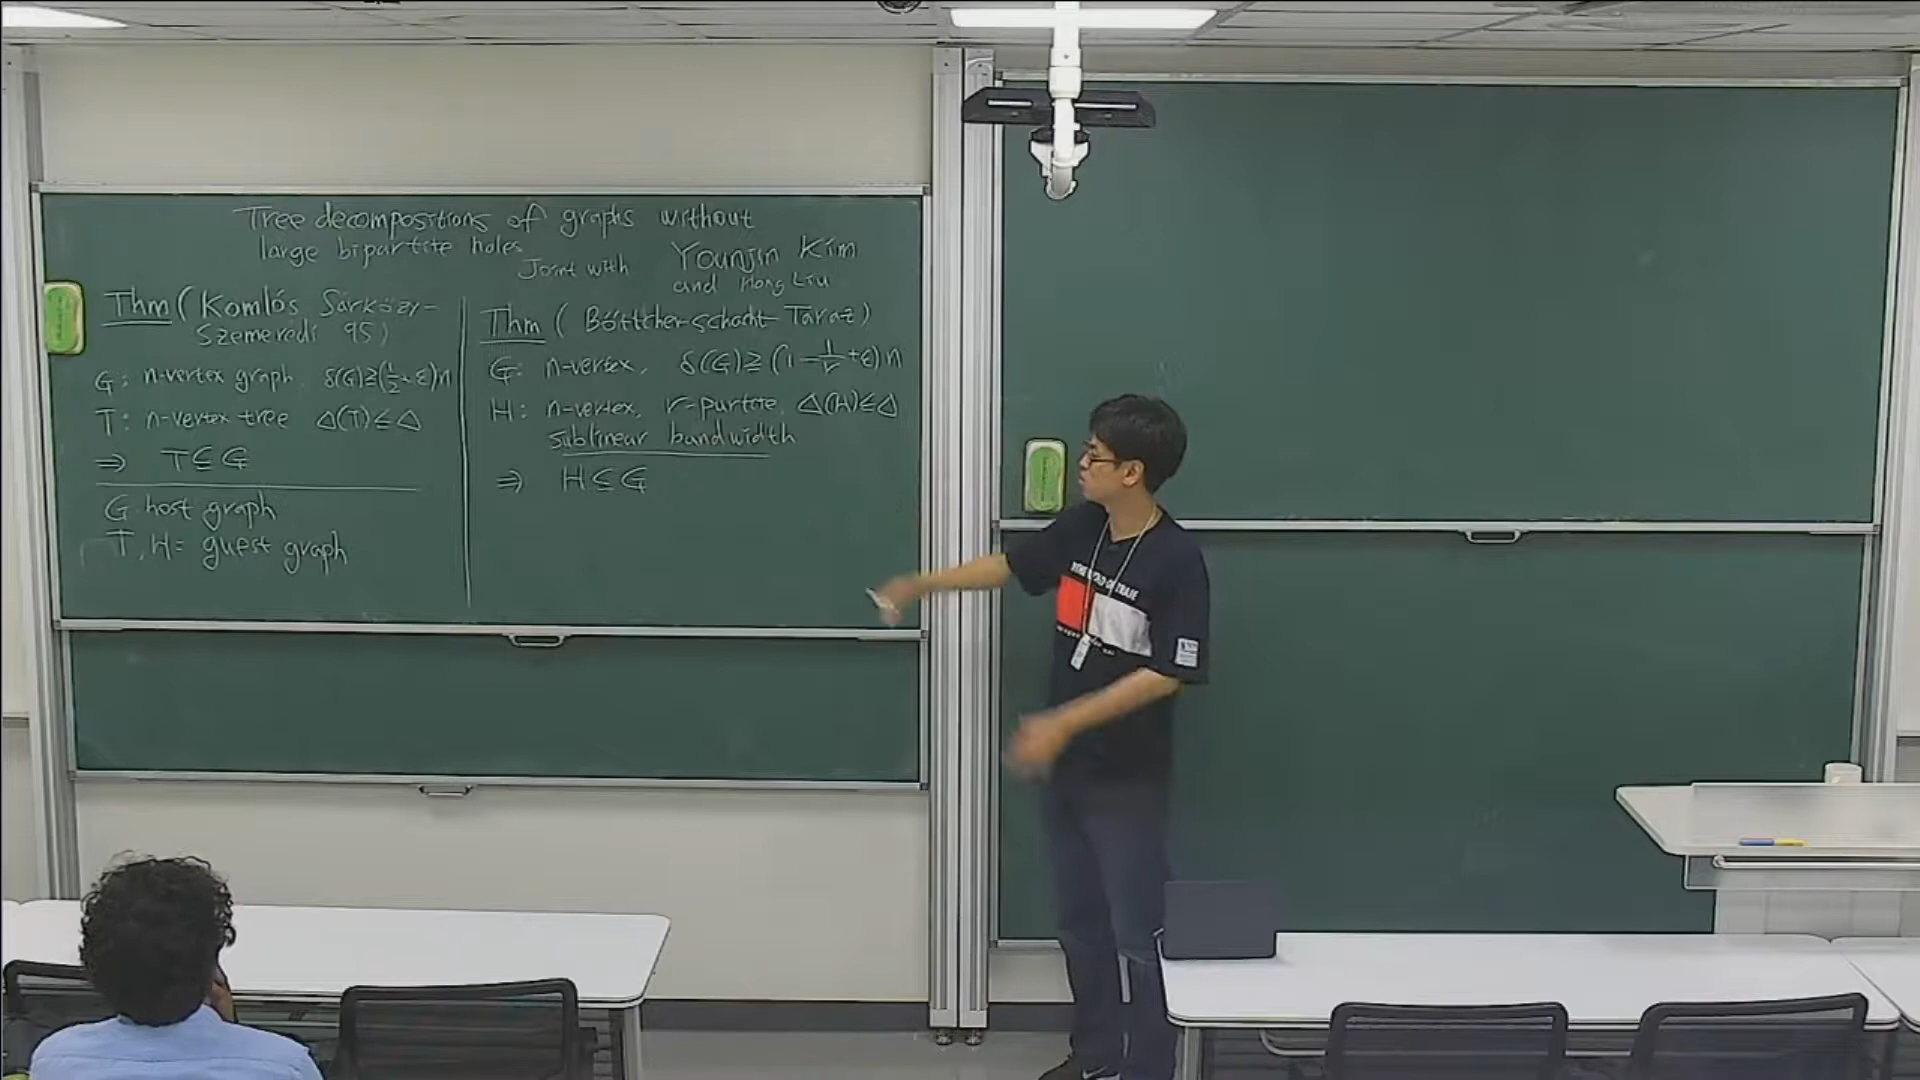 Tree decompositions of graphs without
large bipartite holes
Joint with Younjin Kim
and Hong Liu
Thm (Komlós Sárközy-
Szemeredi 95)
G: n-vertex graph, δ(G)≥(1/2+ε)n
T: n-vertex tree Δ(T)≤Δ
⇒ T⊆G
G host graph
T, H = guest graph
Thm (Böttcher-Schacht-Taraz)
G: n-vertex, δ(G)≥(1-1/r+ε)n
H: n-vertex, r-partite, Δ(H)≤Δ
sublinear bandwidth
⇒ H⊆G